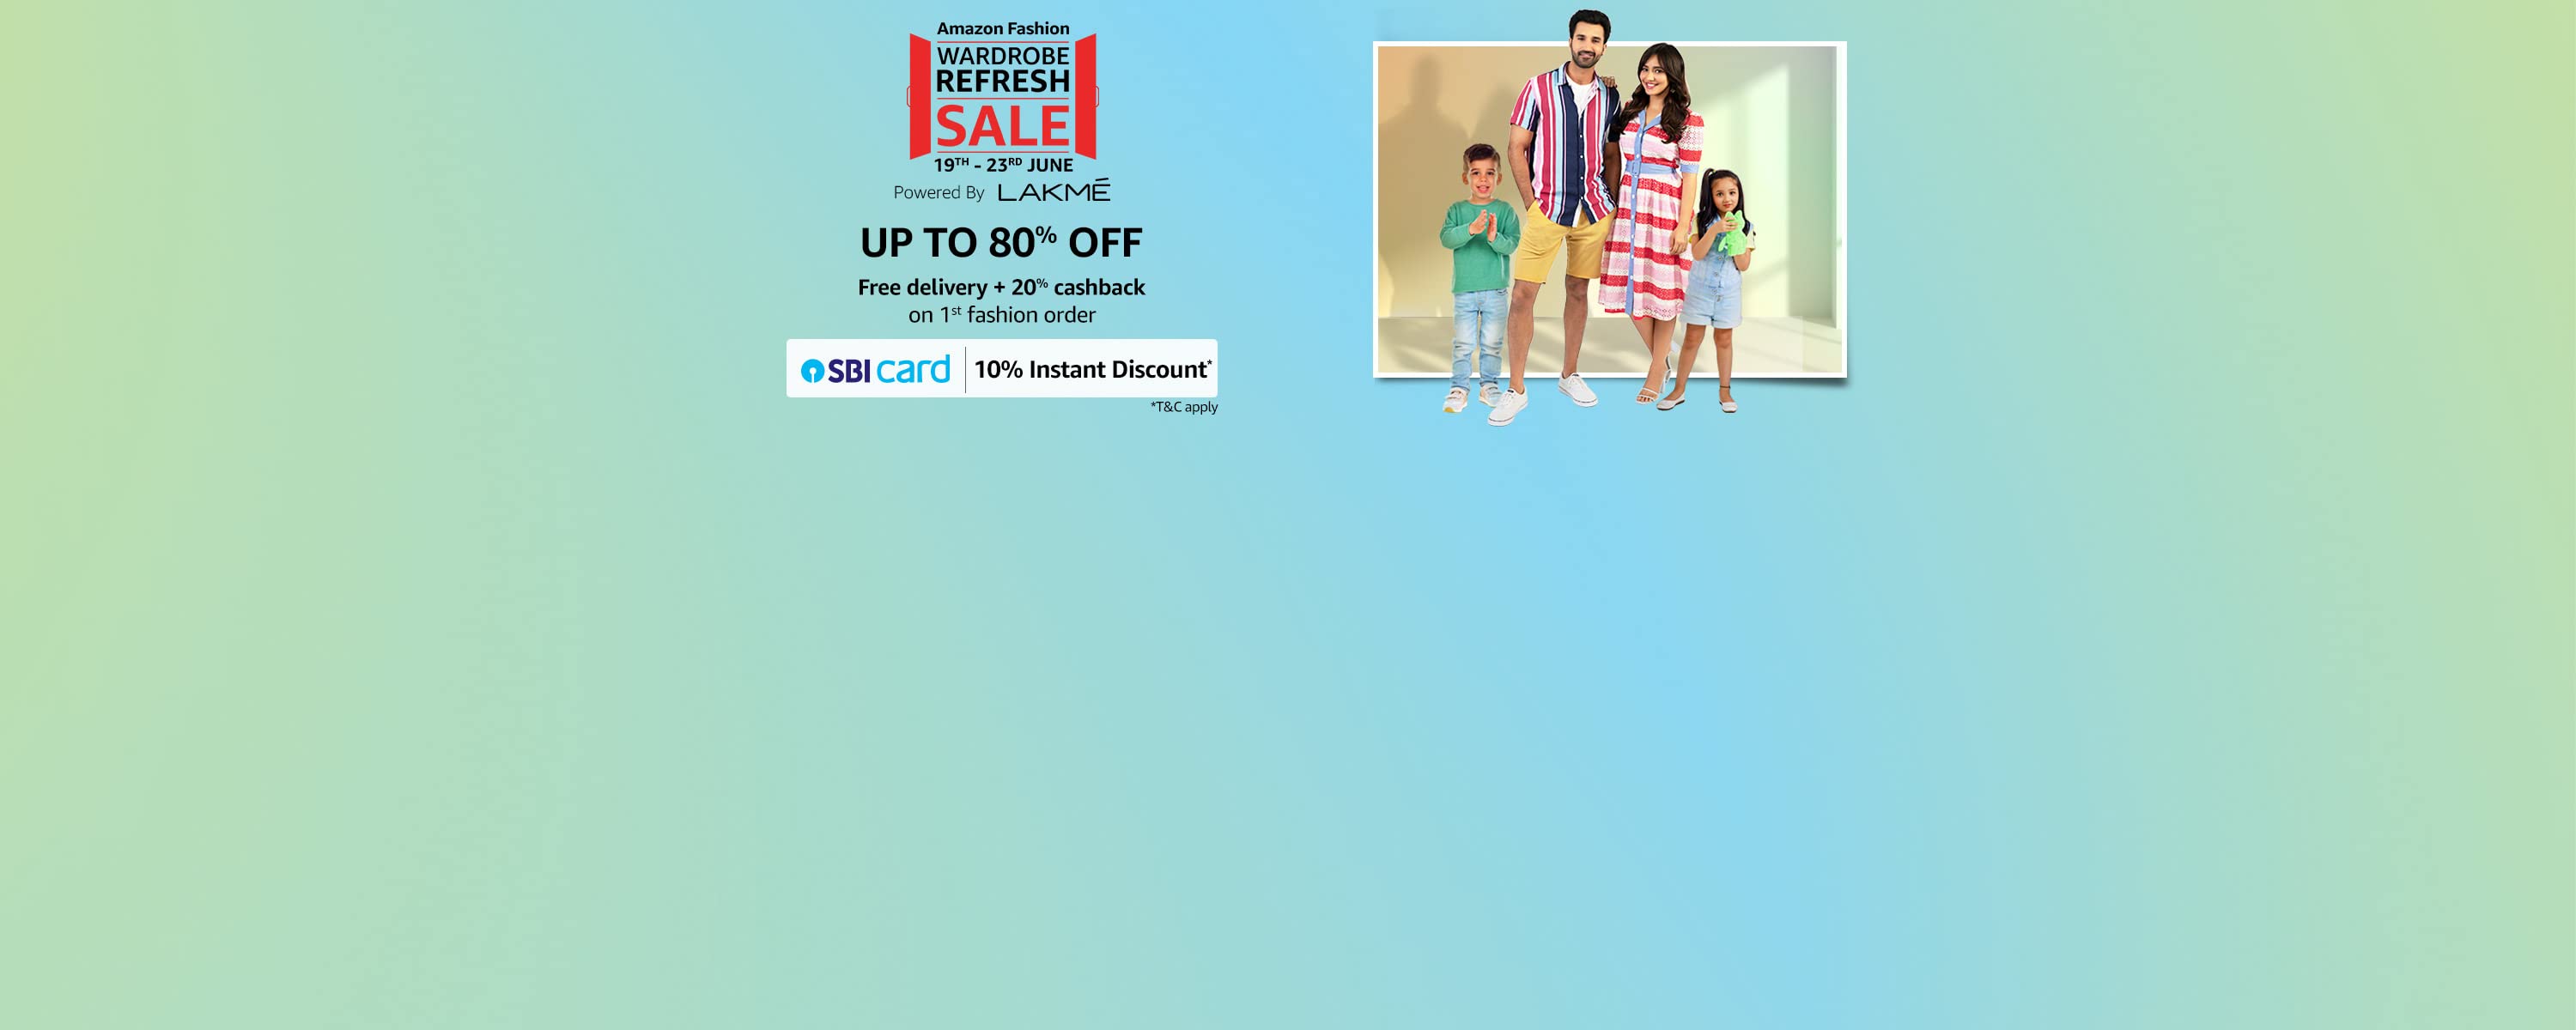 Amazon Fashion
WARDROBE
REFRESH
SALE
19TH - 23RD JUNE
Powered By LAKMÉ
UP TO 80% OFF
Free delivery + 20% cashback
on 1st fashion order
SBI card | 10% Instant Discount*
*T&C apply